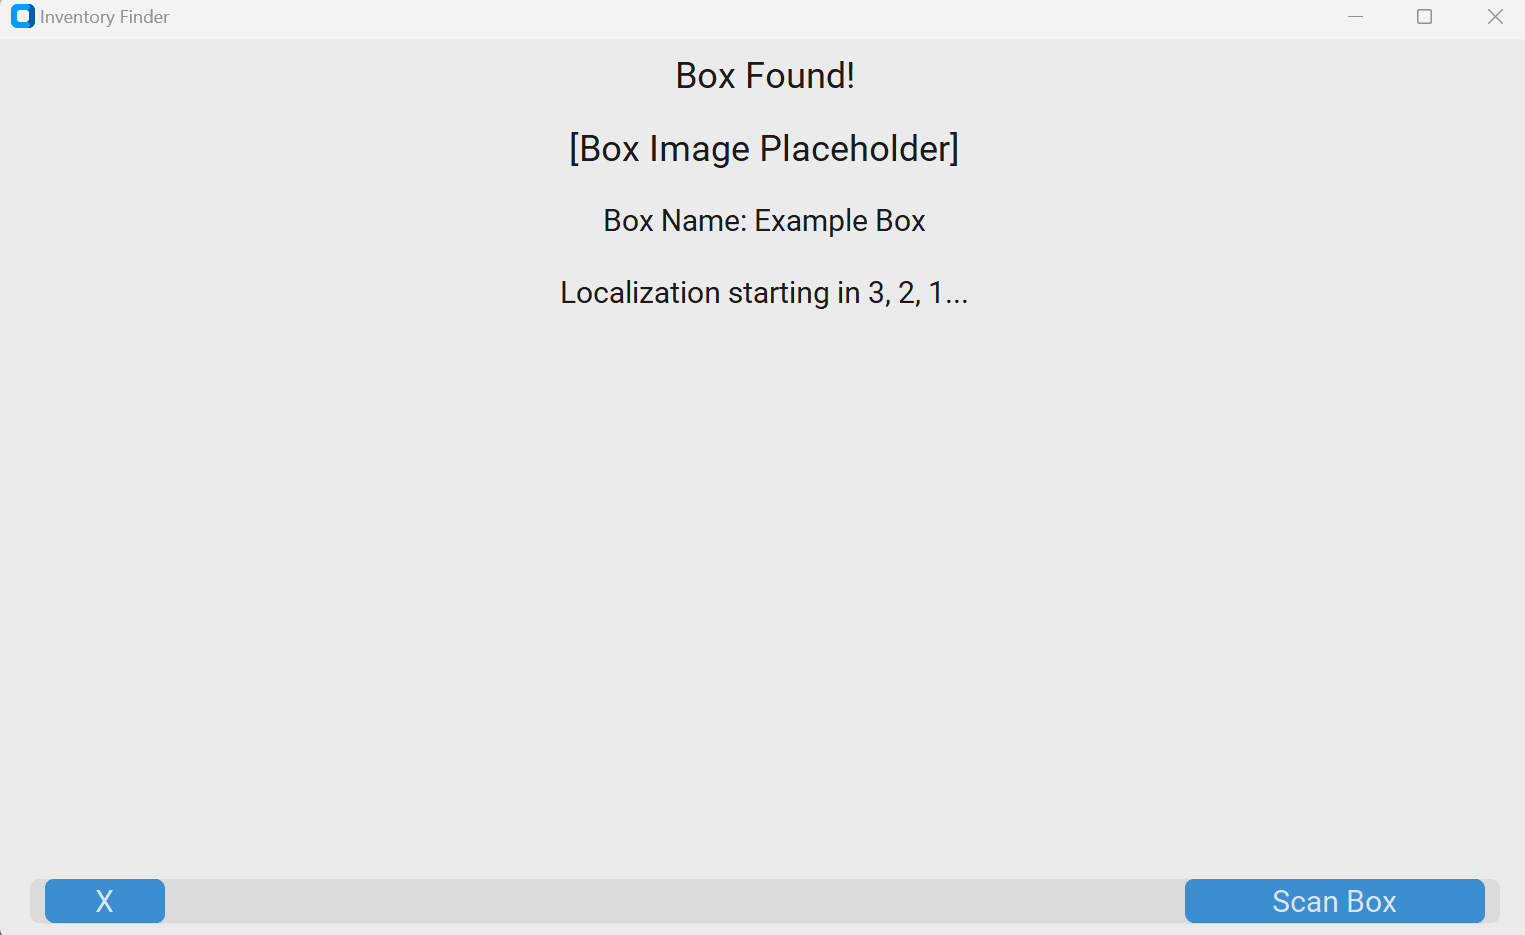 Inventory Finder
Box Found!
[Box Image Placeholder]
Box Name: Example Box
Localization starting in 3, 2, 1...
X
Scan Box